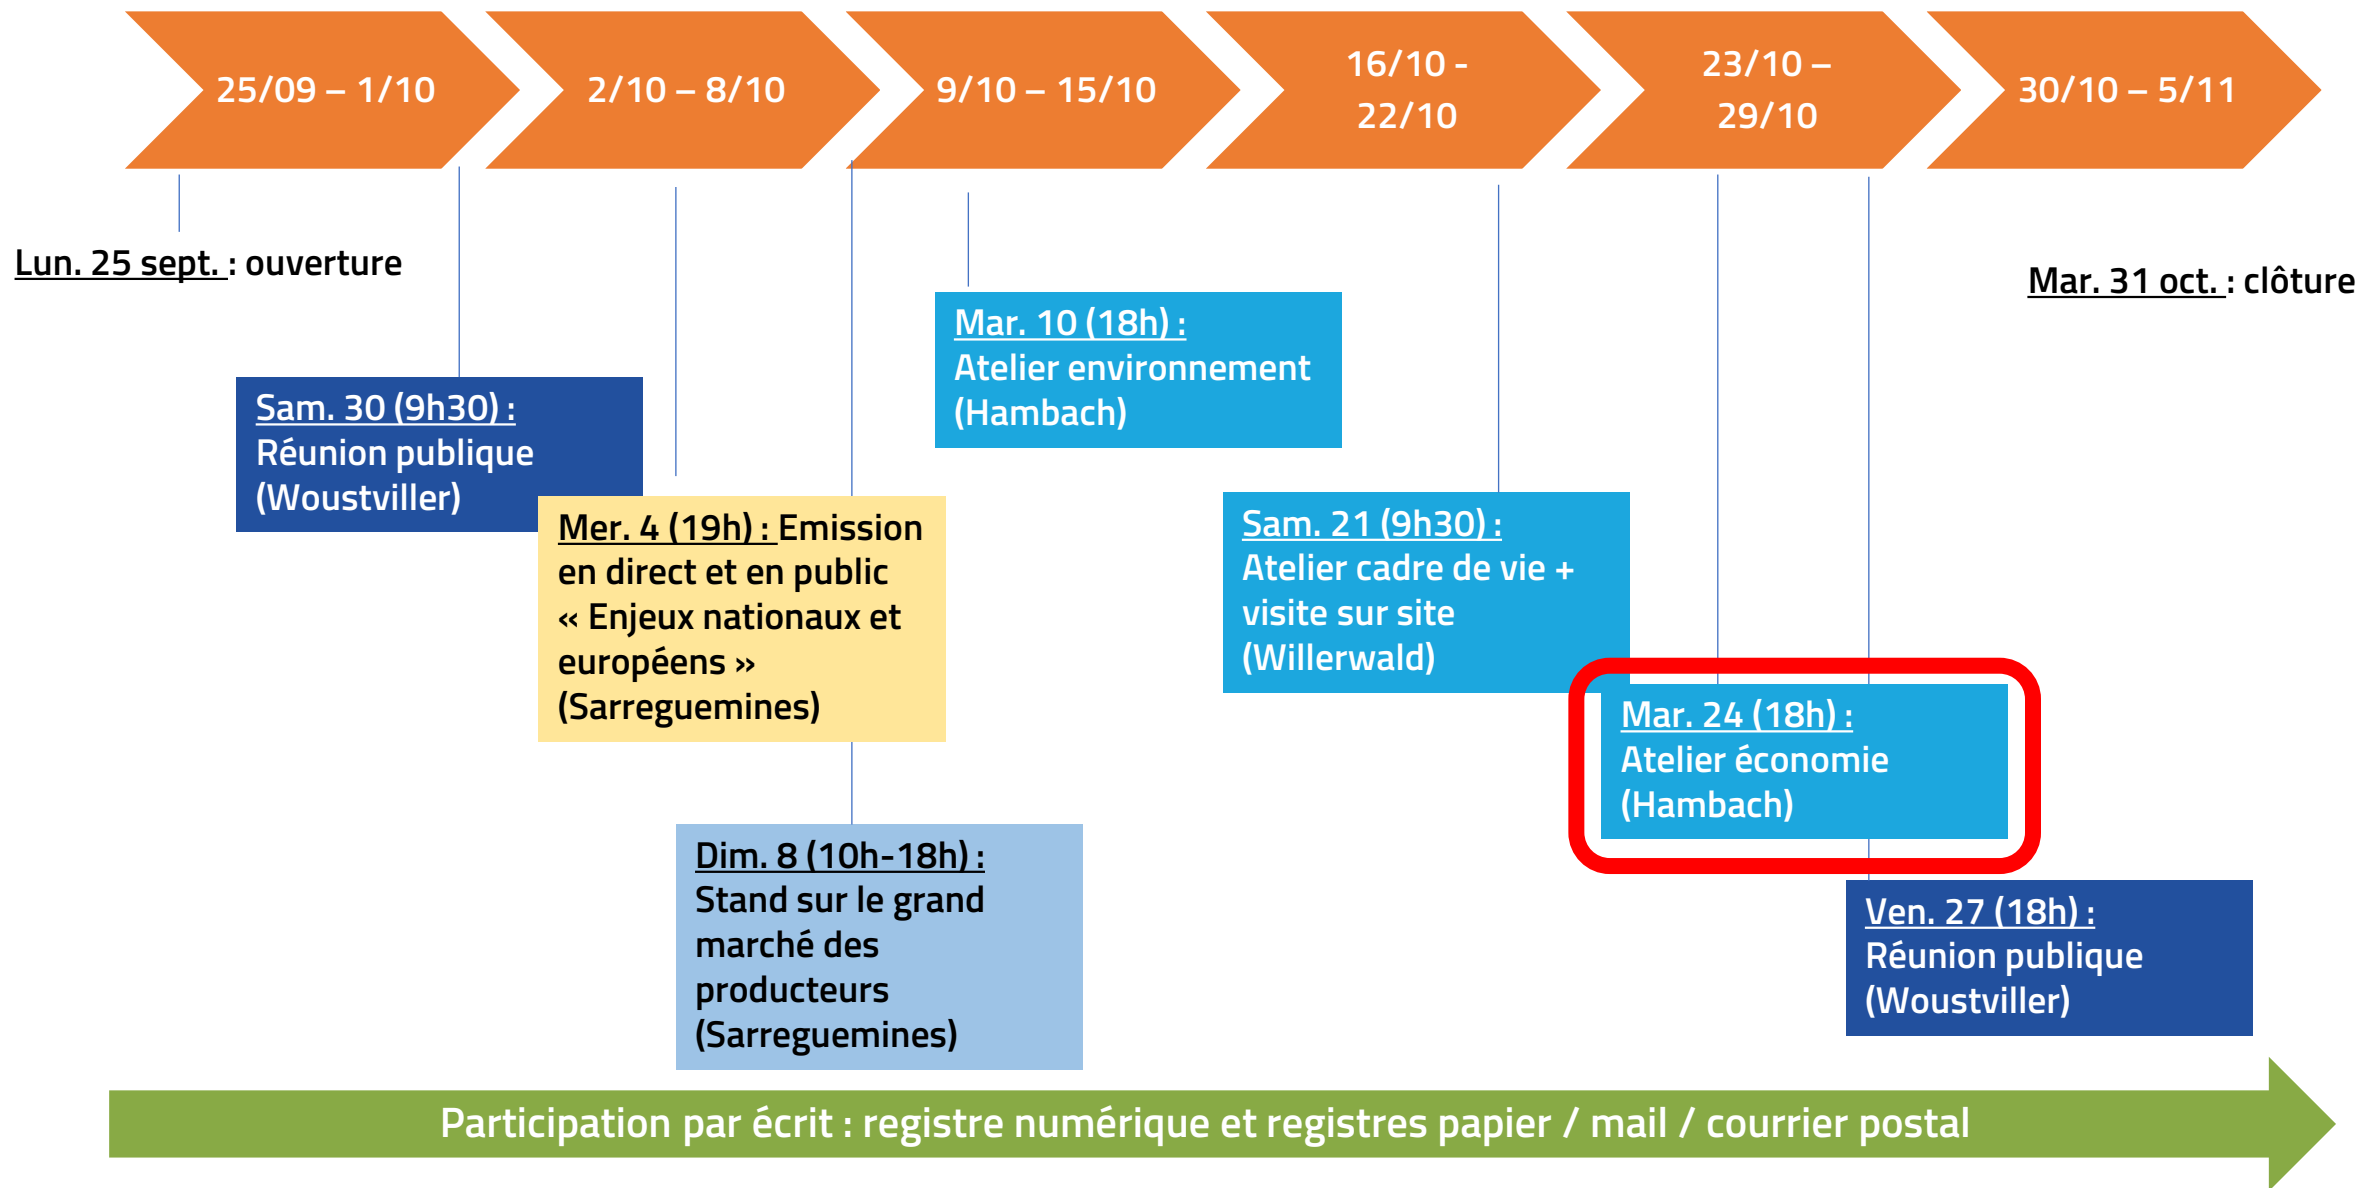 25/09 – 1/10
2/10 – 8/10
9/10 – 15/10
16/10 -
22/10
23/10 –
29/10
30/10 – 5/11
Lun. 25 sept. : ouverture
Mar. 31 oct. : clôture
Sam. 30 (9h30) :
Réunion publique
(Woustviller)
Mer. 4 (19h) : Emission
en direct et en public
« Enjeux nationaux et
européens »
(Sarreguemines)
Dim. 8 (10h-18h) :
Stand sur le grand
marché des
producteurs
(Sarreguemines)
Mar. 10 (18h) :
Atelier environnement
(Hambach)
Sam. 21 (9h30) :
Atelier cadre de vie +
visite sur site
(Willerwald)
Mar. 24 (18h) :
Atelier économie
(Hambach)
Ven. 27 (18h) :
Réunion publique
(Woustviller)
Participation par écrit : registre numérique et registres papier / mail / courrier postal